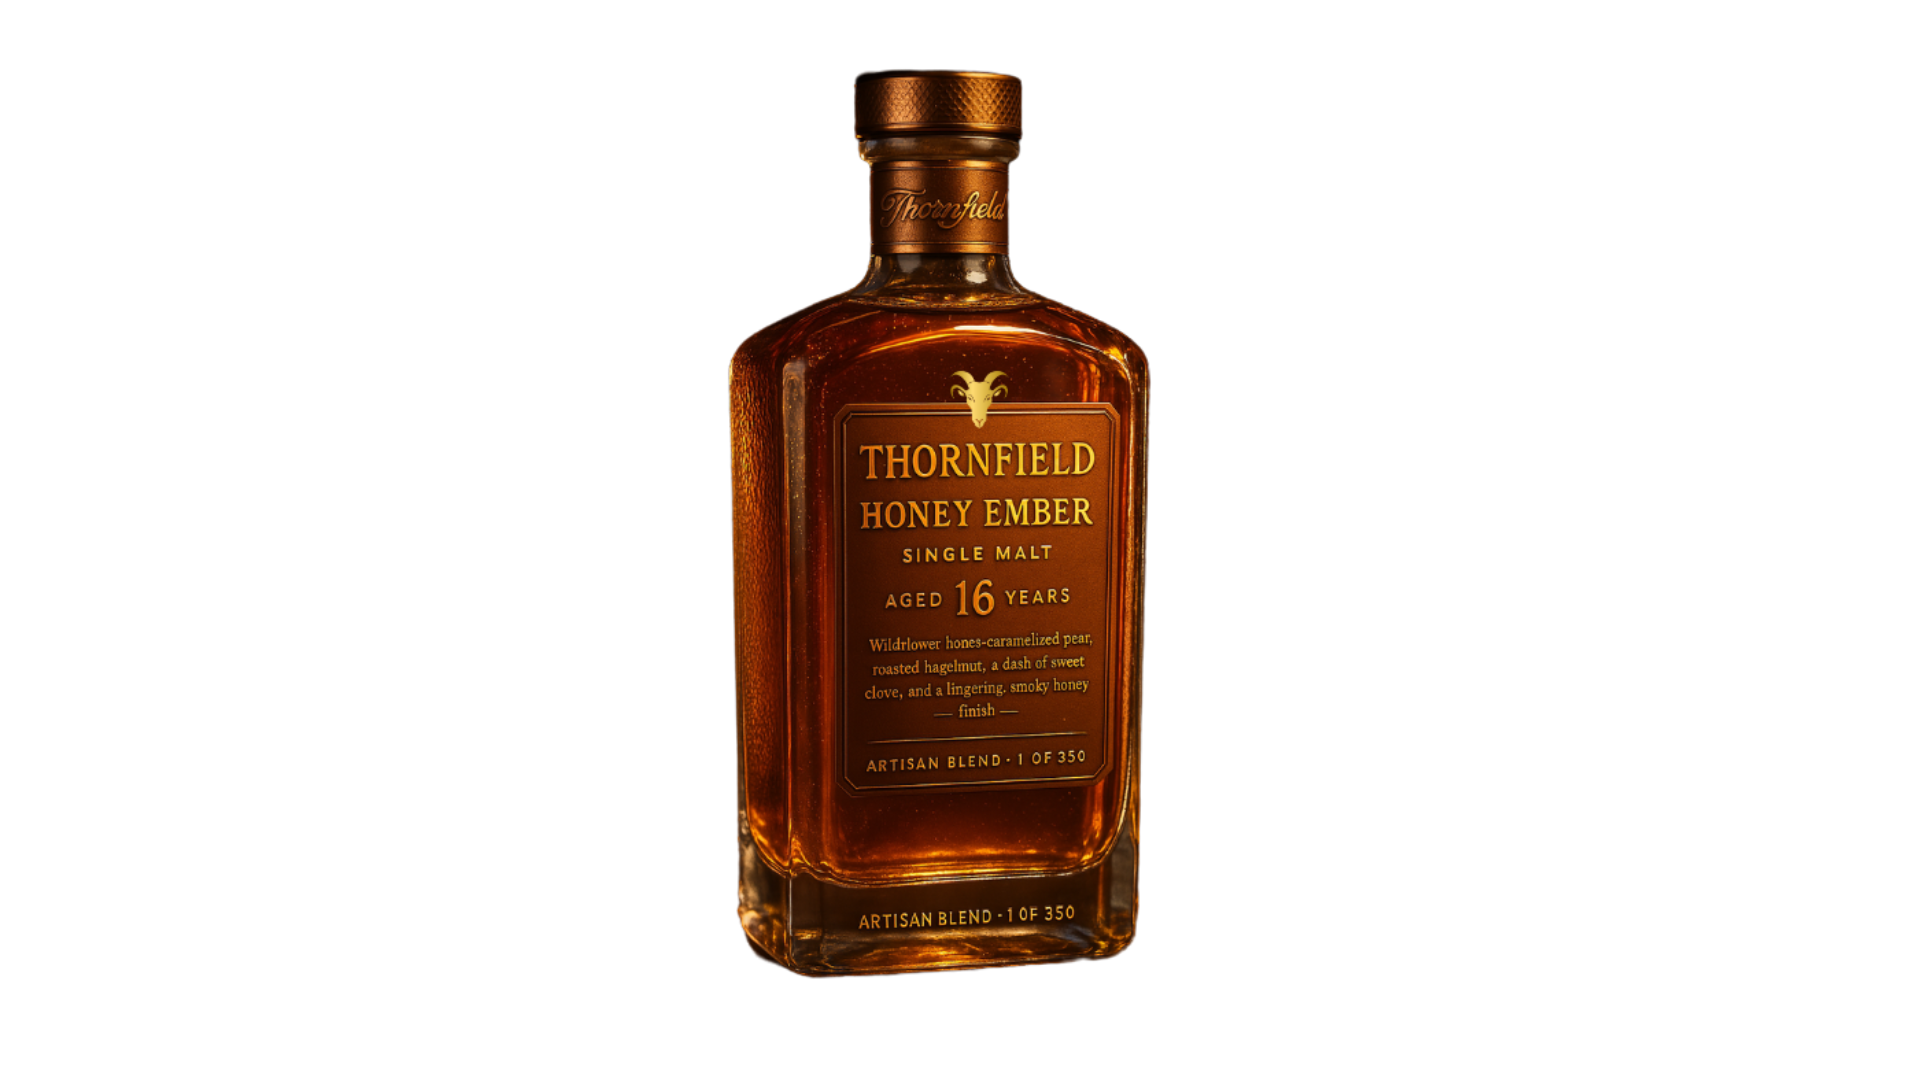 Thornfield
THORNFIELD
HONEY EMBER
SINGLE MALT
AGED 16 YEARS
Wildrlower hones-caramelized pear,
roasted hagelmut, a dash of sweet
clove, and a lingering. smoky honey
— finish —
ARTISAN BLEND · 1 OF 350
ARTISAN BLEND · 1 OF 350